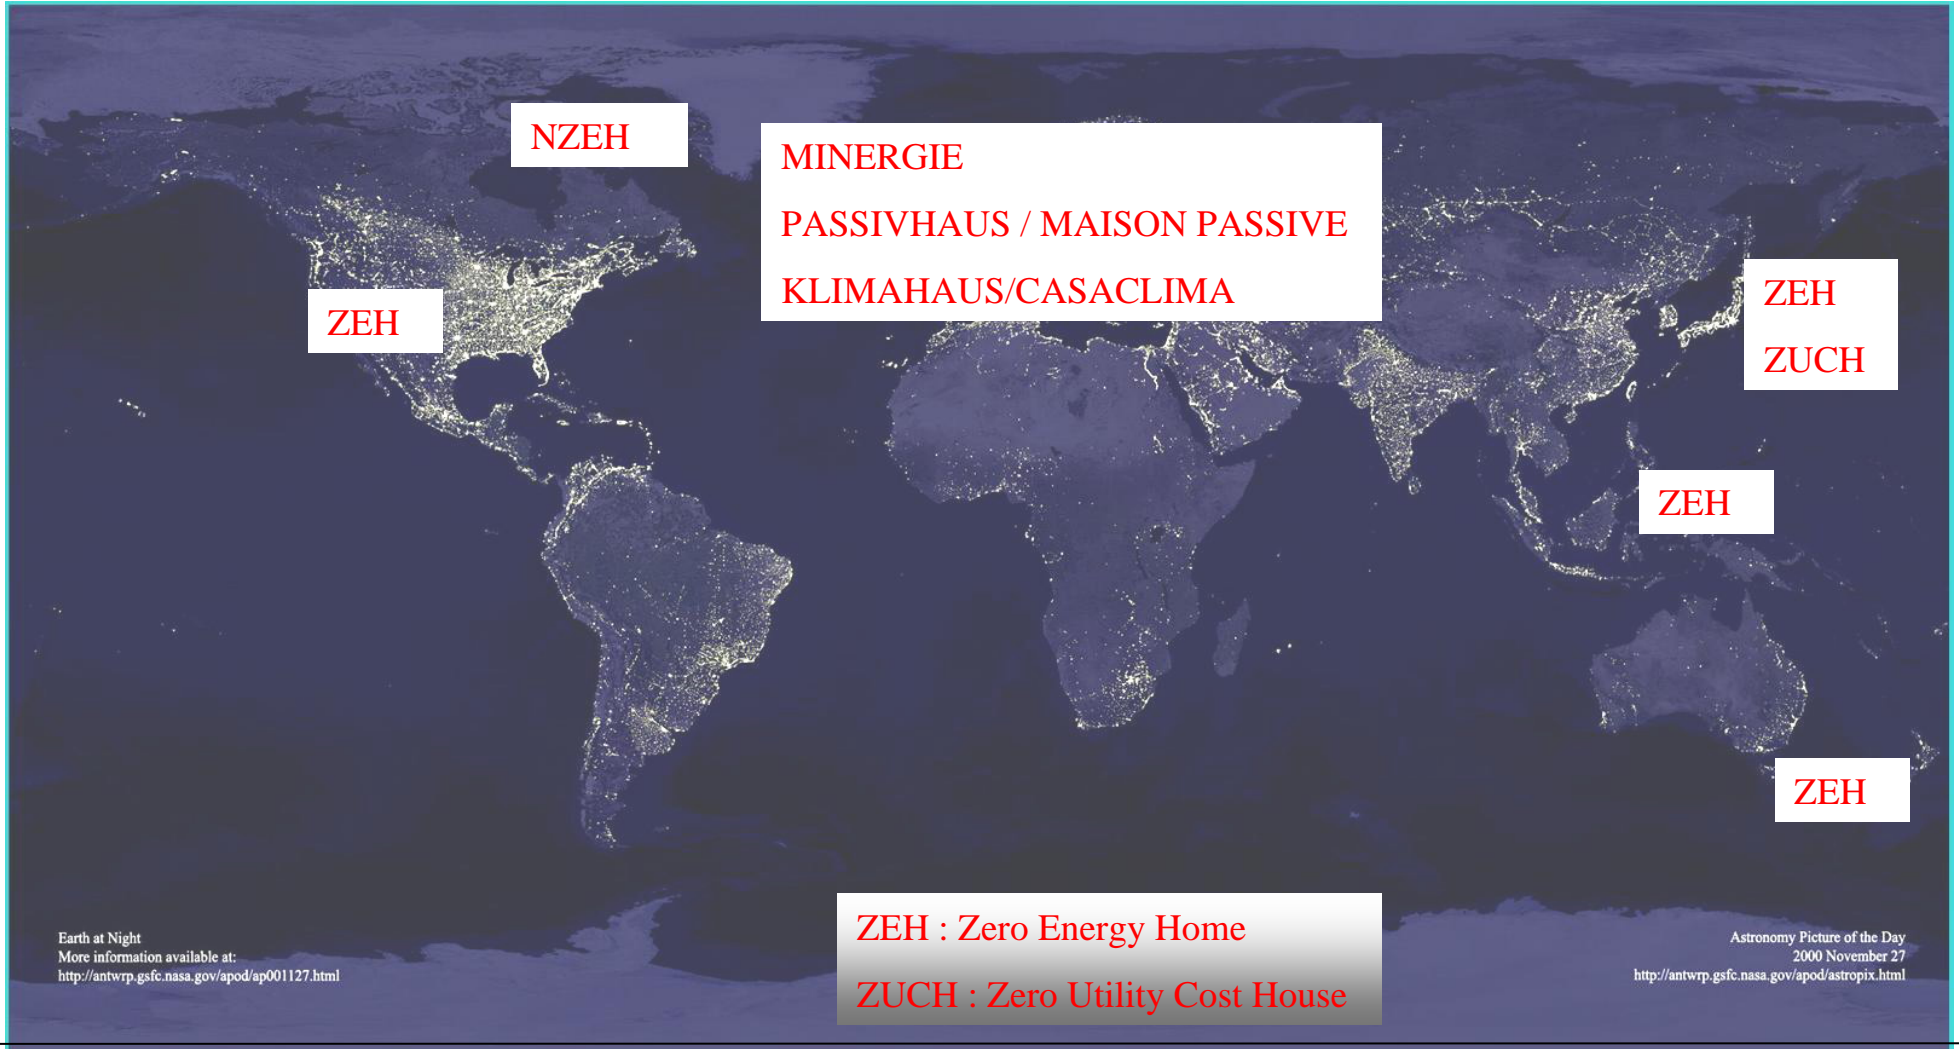 NZEH
MINERGIE
PASSIVHAUS / MAISON PASSIVE
KLIMAHAUS/CASACLIMA
ZEH
ZEH
ZUCH
ZEH
ZEH
ZEH : Zero Energy Home
ZUCH : Zero Utility Cost House
Earth at Night
More information available at:
http://antwrp.gsfc.nasa.gov/apod/ap001127.html
Astronomy Picture of the Day
2000 November 27
http://antwrp.gsfc.nasa.gov/apod/astropix.html